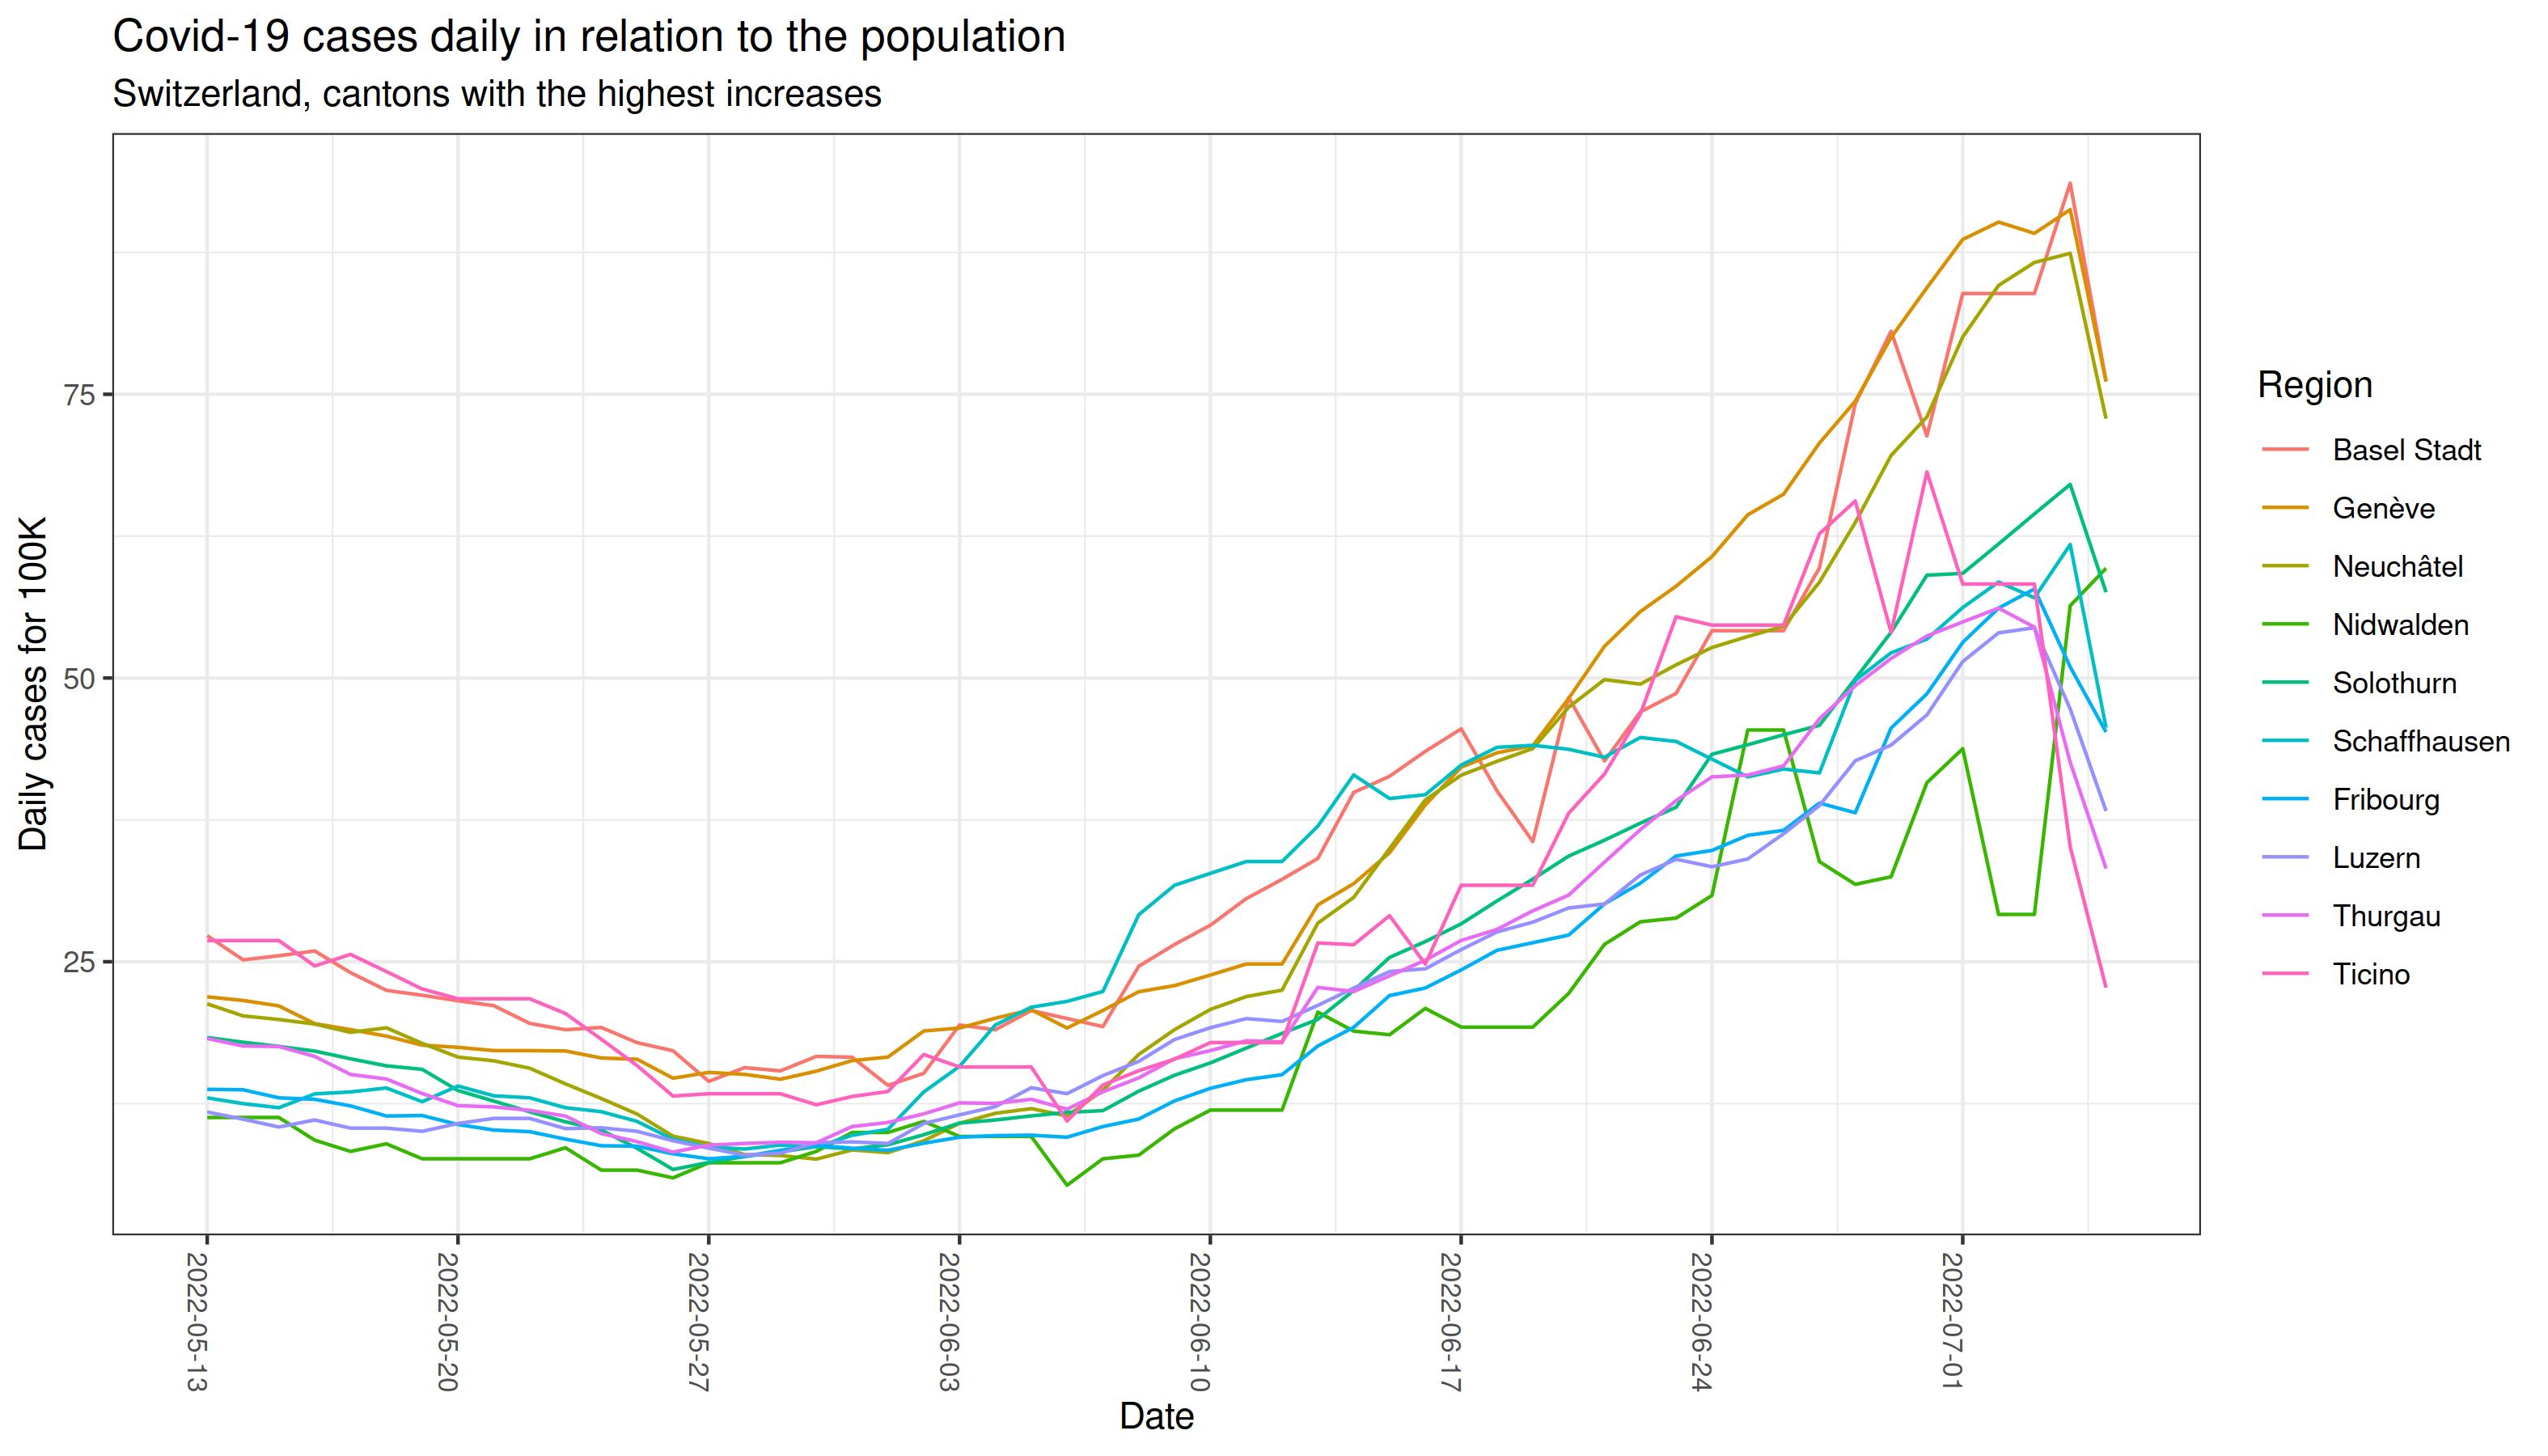 Covid-19 cases daily in relation to the population
Switzerland, cantons with the highest increases
Daily cases for 100K
75
50
25
2022-05-13
2022-05-20
2022-05-27
2022-06-03
2022-06-10
2022-06-17
2022-06-24
2022-07-01
Date
Region
Basel Stadt
Genève
Neuchâtel
Nidwalden
Solothurn
Schaffhausen
Fribourg
Luzern
Thurgau
Ticino